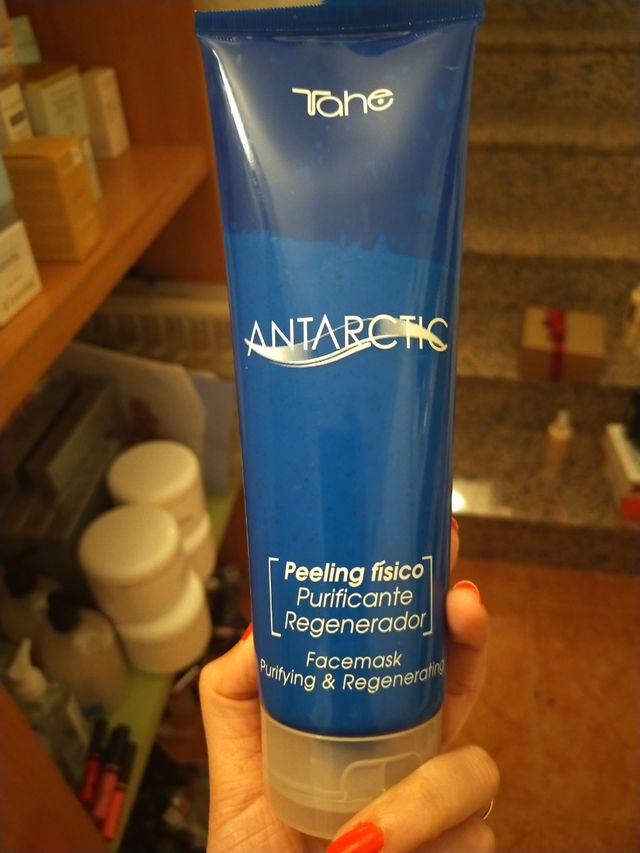 Tahe
ANTARCTIC
Peeling físico
Purificante
Regenerador
Facemask
Purifying & Regenerating